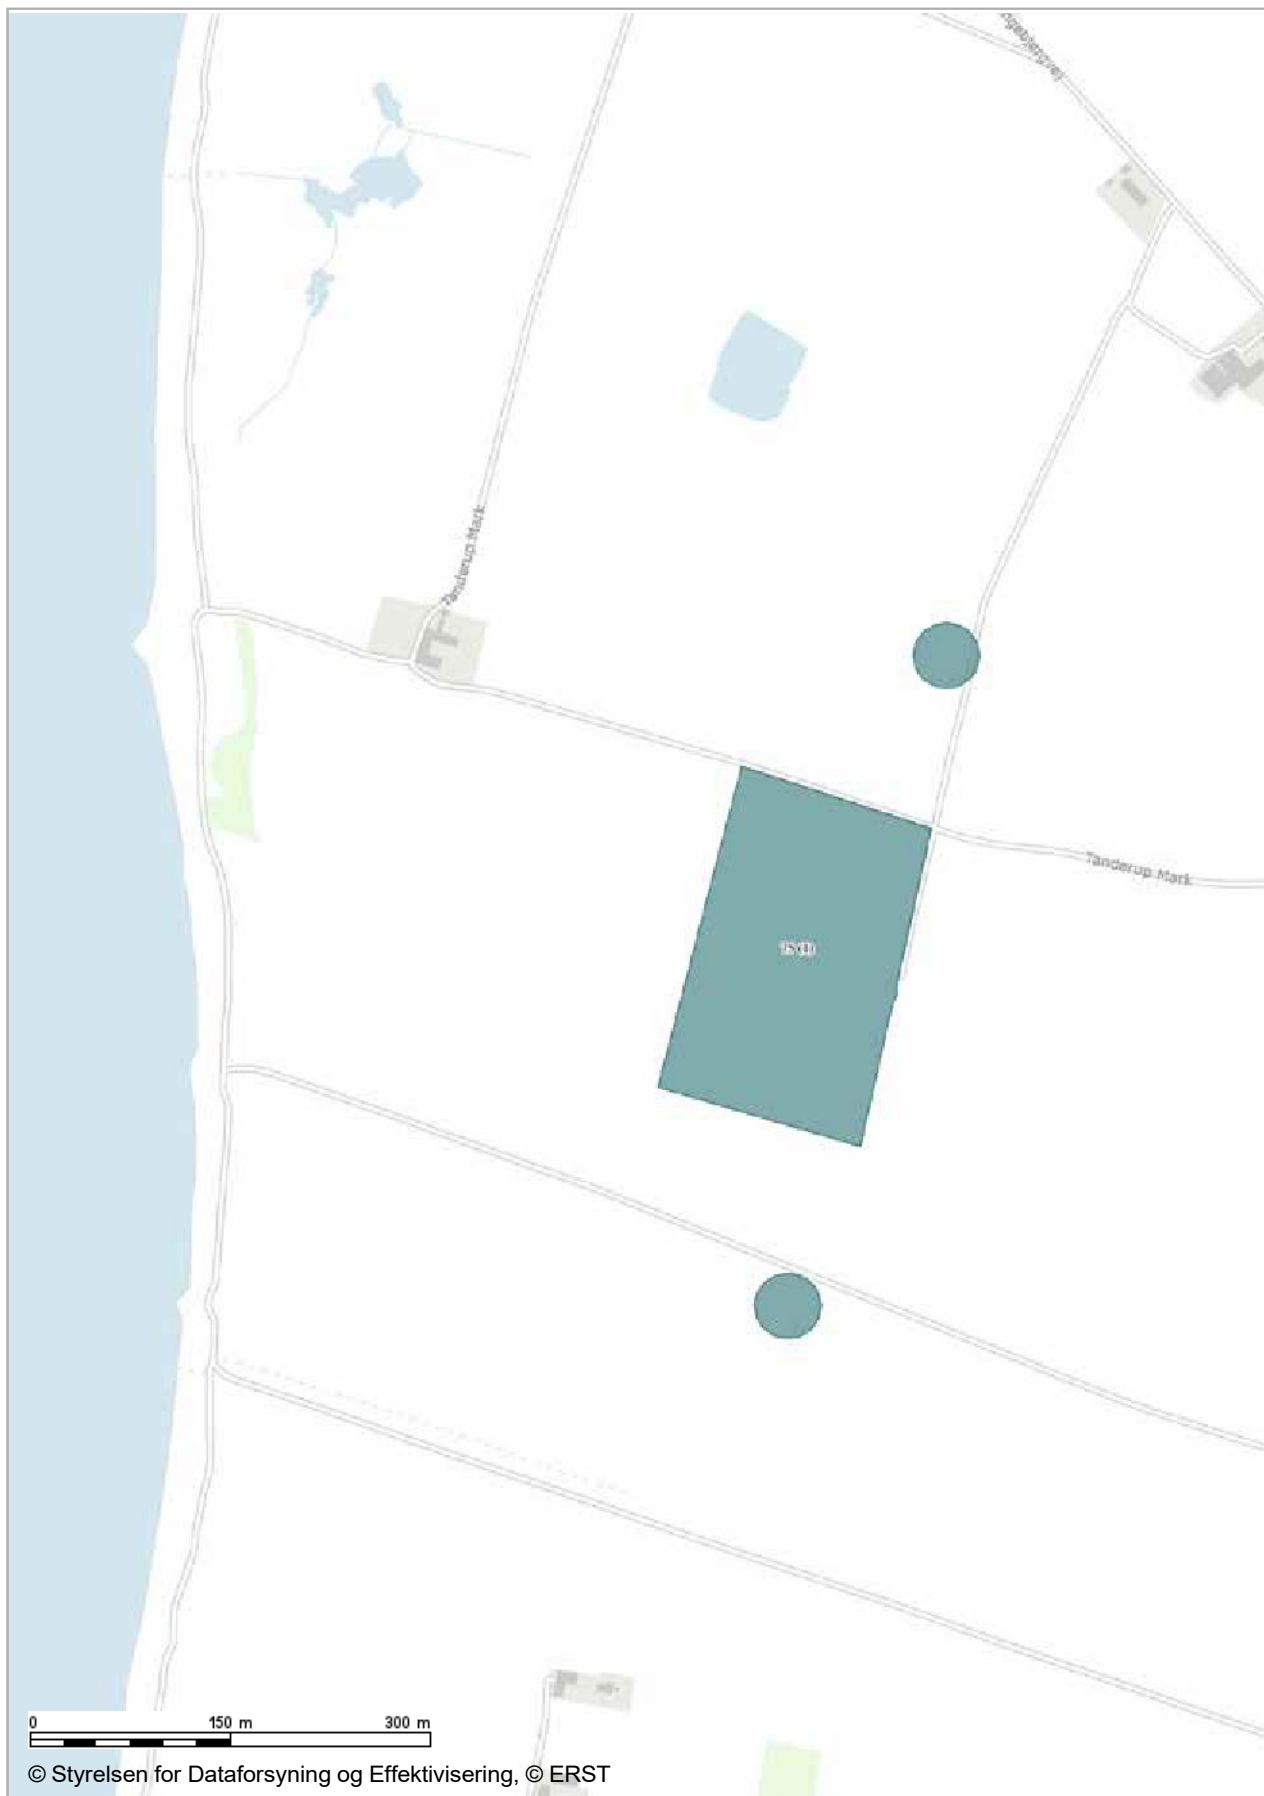 Tanderup Mark
Tanderup Mark
0 150 m 300 m
© Styrelsen for Dataforsyning og Effektivisering, © ERST